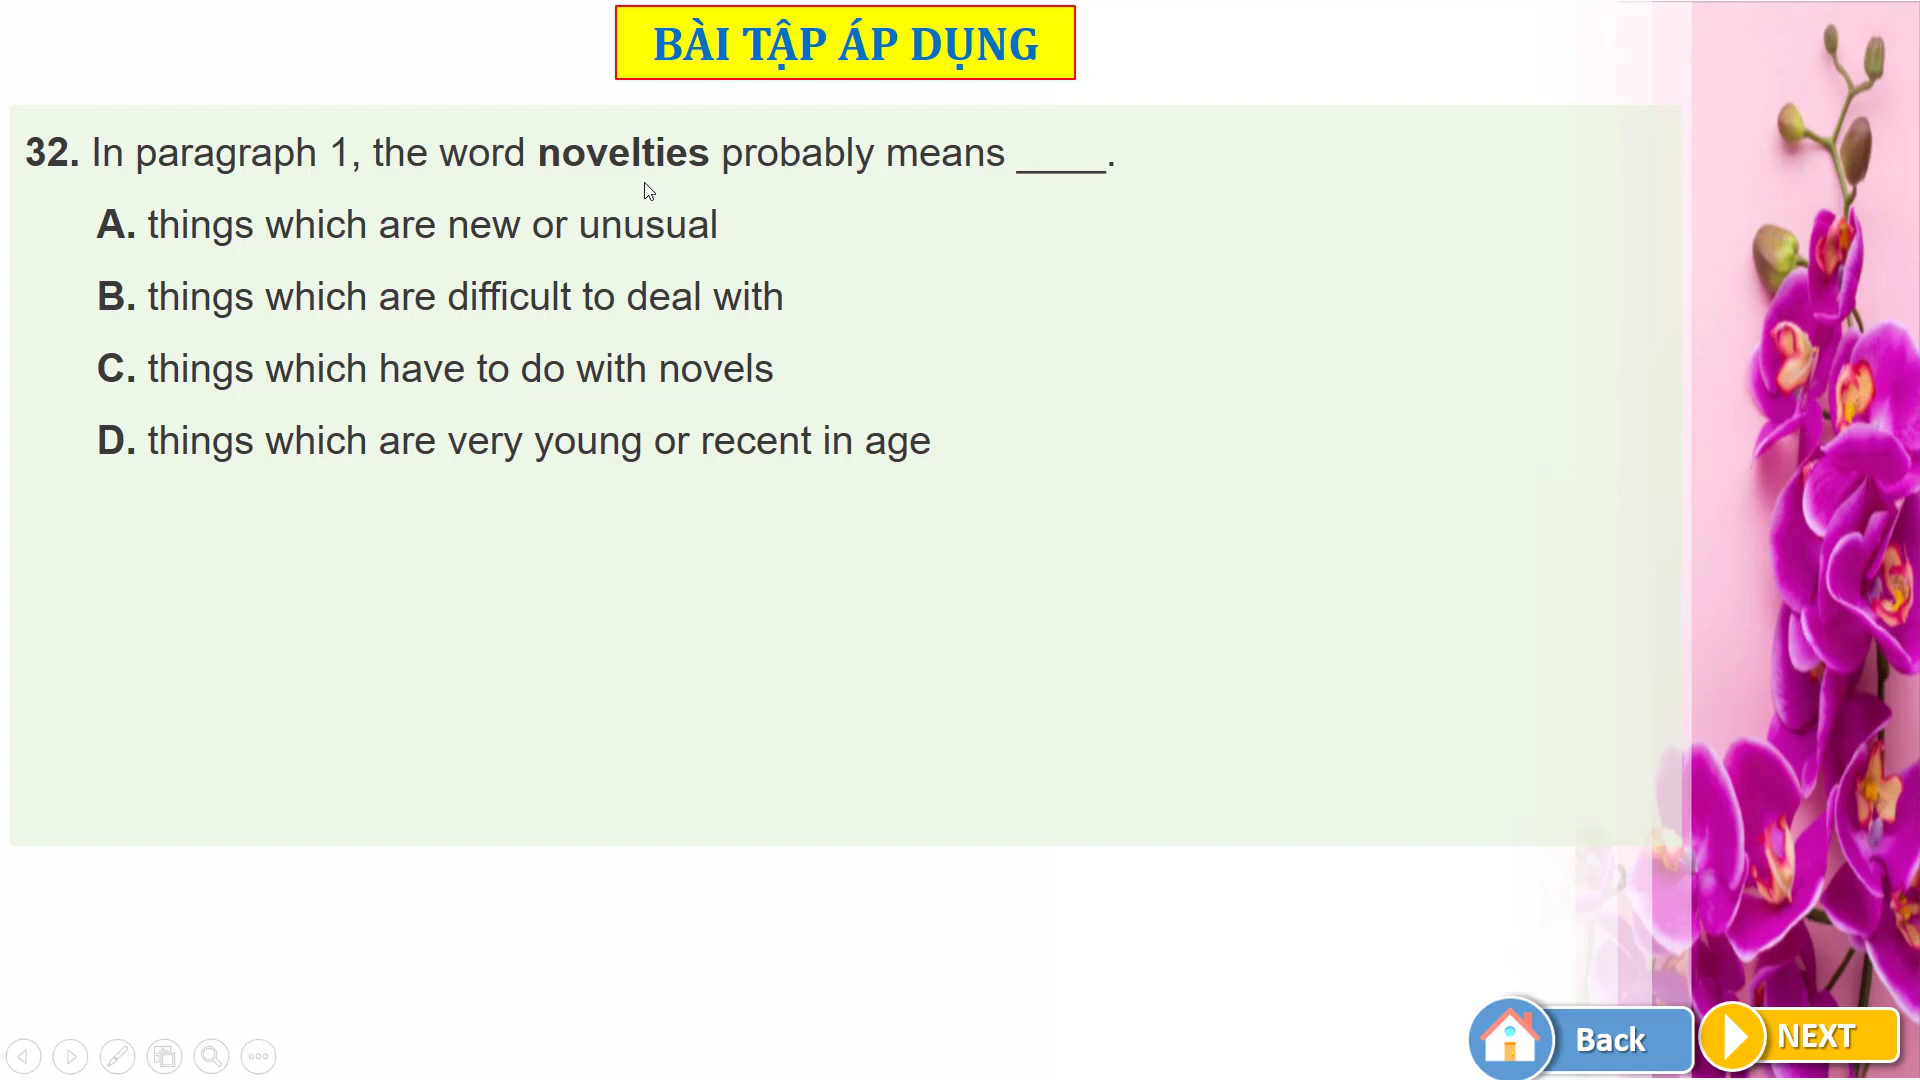 BÀI TẬP ÁP DỤNG
32. In paragraph 1, the word novelties probably means ____.
A. things which are new or unusual
B. things which are difficult to deal with
C. things which have to do with novels
D. things which are very young or recent in age
Back
NEXT